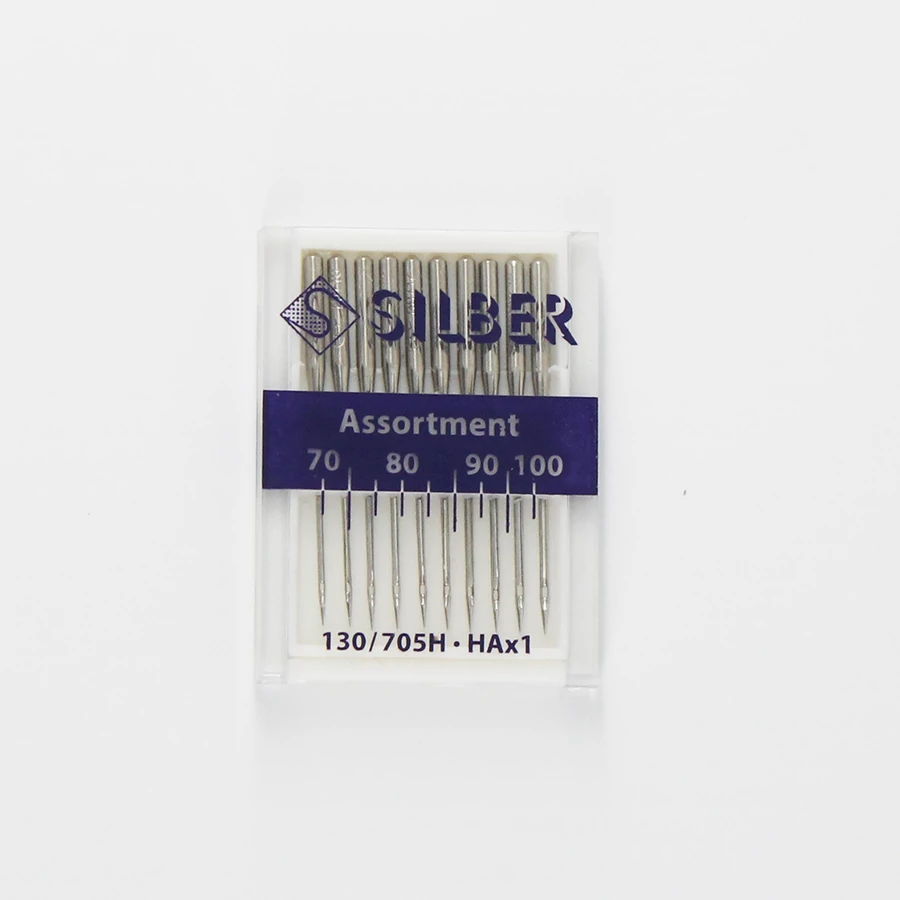 S SILBER
Assortment
70 80 90 100
130/705H · HAx1